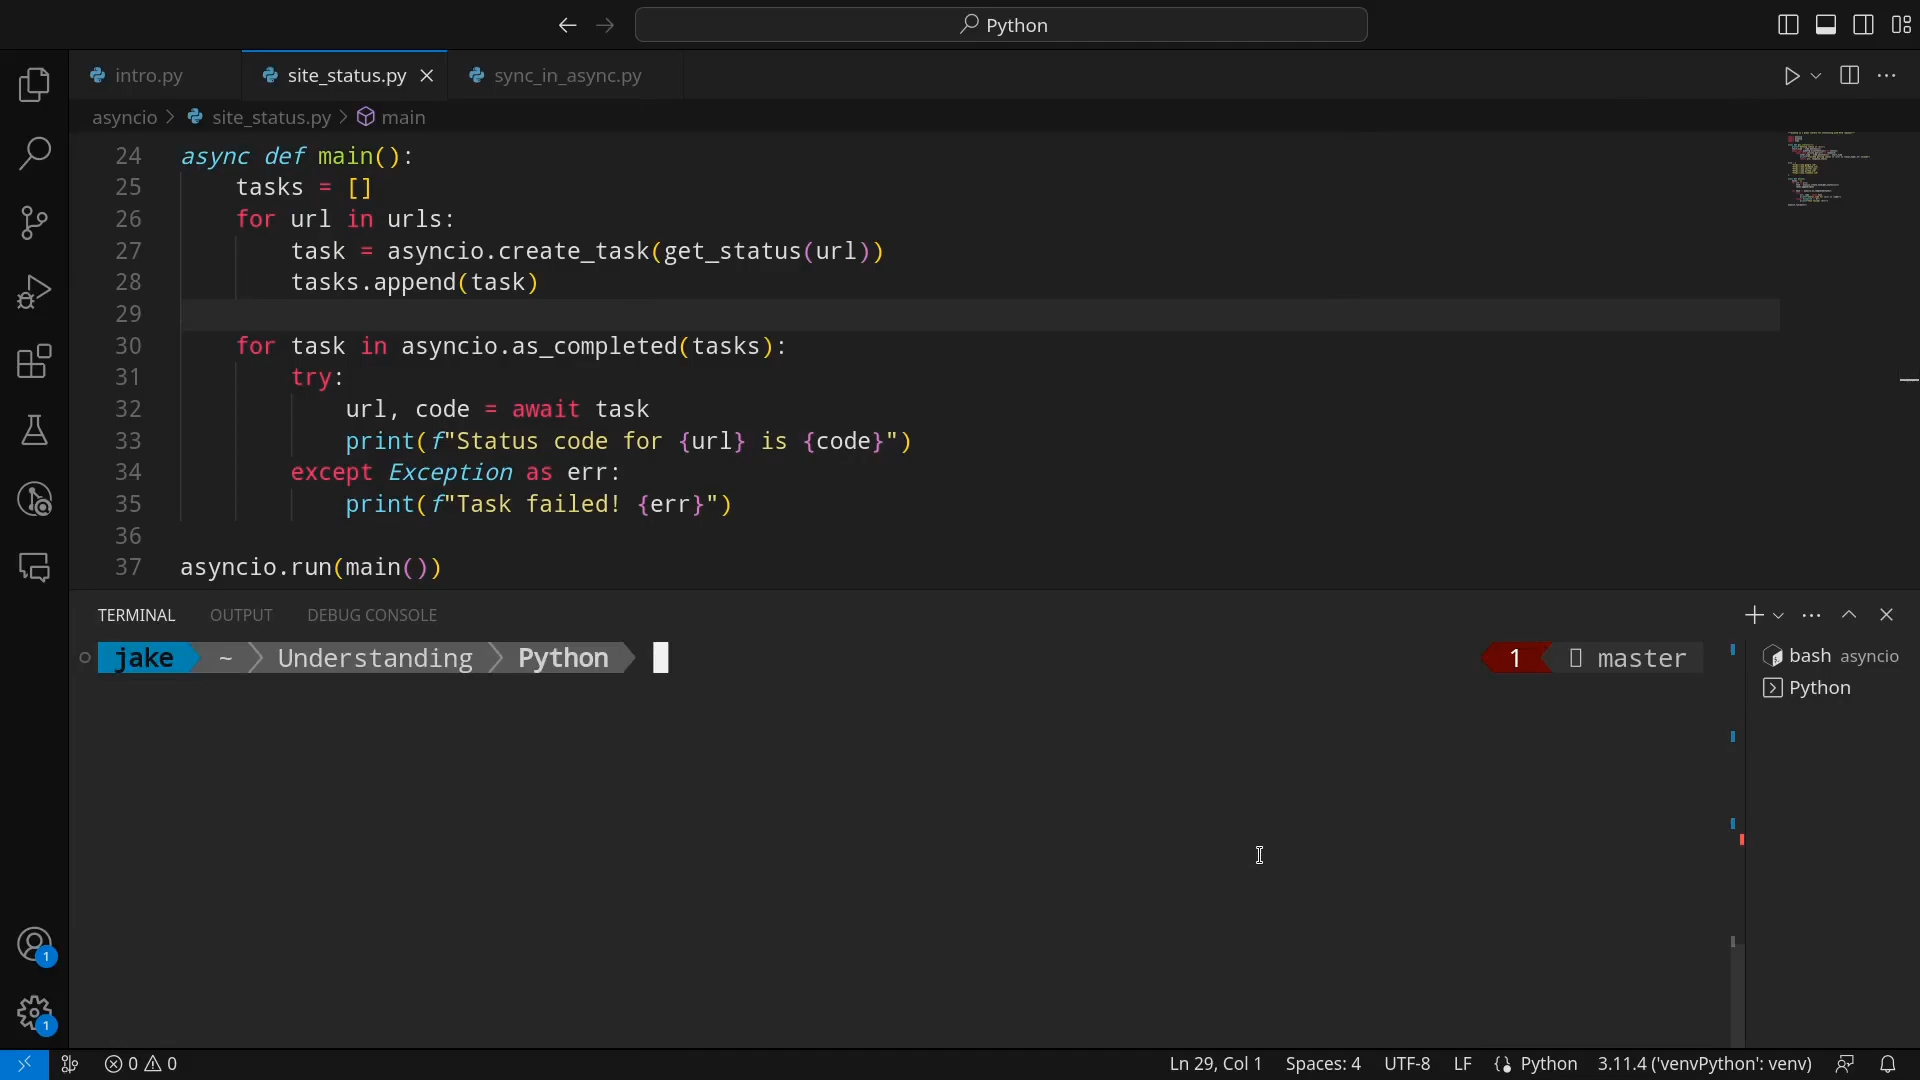 Python
intro.py
site_status.py
sync_in_async.py
asyncio
site_status.py
main
24 async def main():
25 tasks = []
26 for url in urls:
27 task = asyncio.create_task(get_status(url))
28 tasks.append(task)
29
30 for task in asyncio.as_completed(tasks):
31 try:
32 url, code = await task
33 print(f"Status code for {url} is {code}")
34 except Exception as err:
35 print(f"Task failed! {err}")
36
37 asyncio.run(main())
TERMINAL
OUTPUT
DEBUG CONSOLE
jake ~ Understanding Python
1 master
bash asyncio
Python
1
1
0 0
Ln 29, Col 1
Spaces: 4
UTF-8
LF
Python
3.11.4 ('venvPython': venv)